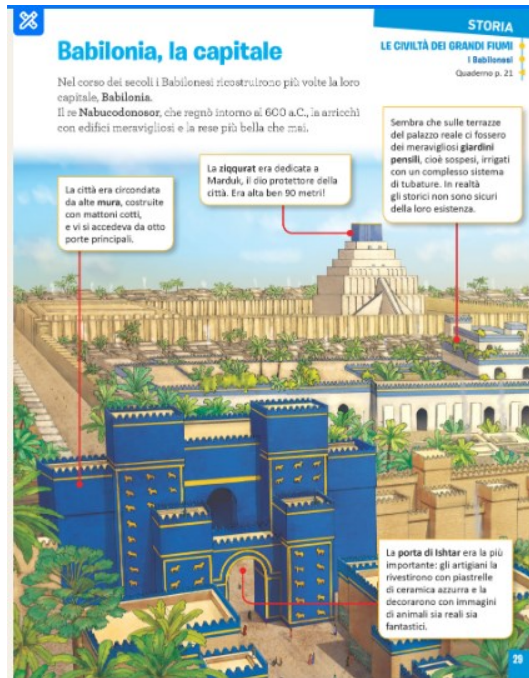 STORIA
LE CIVILTÀ DEI GRANDI FIUMI
I Babilonesi
Quaderno p. 21
Babilonia, la capitale
Nel corso dei secoli i Babilonesi ricostruirono più volte la loro
capitale, Babilonia.
Il re Nabucodonosor, che regnò intorno al 600 a.C., la arricchì
con edifici meravigliosi e la rese più bella che mai.
La città era circondata
da alte mura, costruite
con mattoni cotti,
e vi si accedeva da otto
porte principali.
La ziqqurat era dedicata a
Marduk, il dio protettore della
città. Era alta ben 90 metri!
Sembra che sulle terrazze
del palazzo reale ci fossero
dei meravigliosi giardini
pensili, cioè sospesi, irrigati
con un complesso sistema
di tubature. In realtà
gli storici non sono sicuri
della loro esistenza.
La porta di Ishtar era la più
importante: gli artigiani la
rivestirono con piastrelle
di ceramica azzurra e la
decorarono con immagini
di animali sia reali sia
fantastici.
29